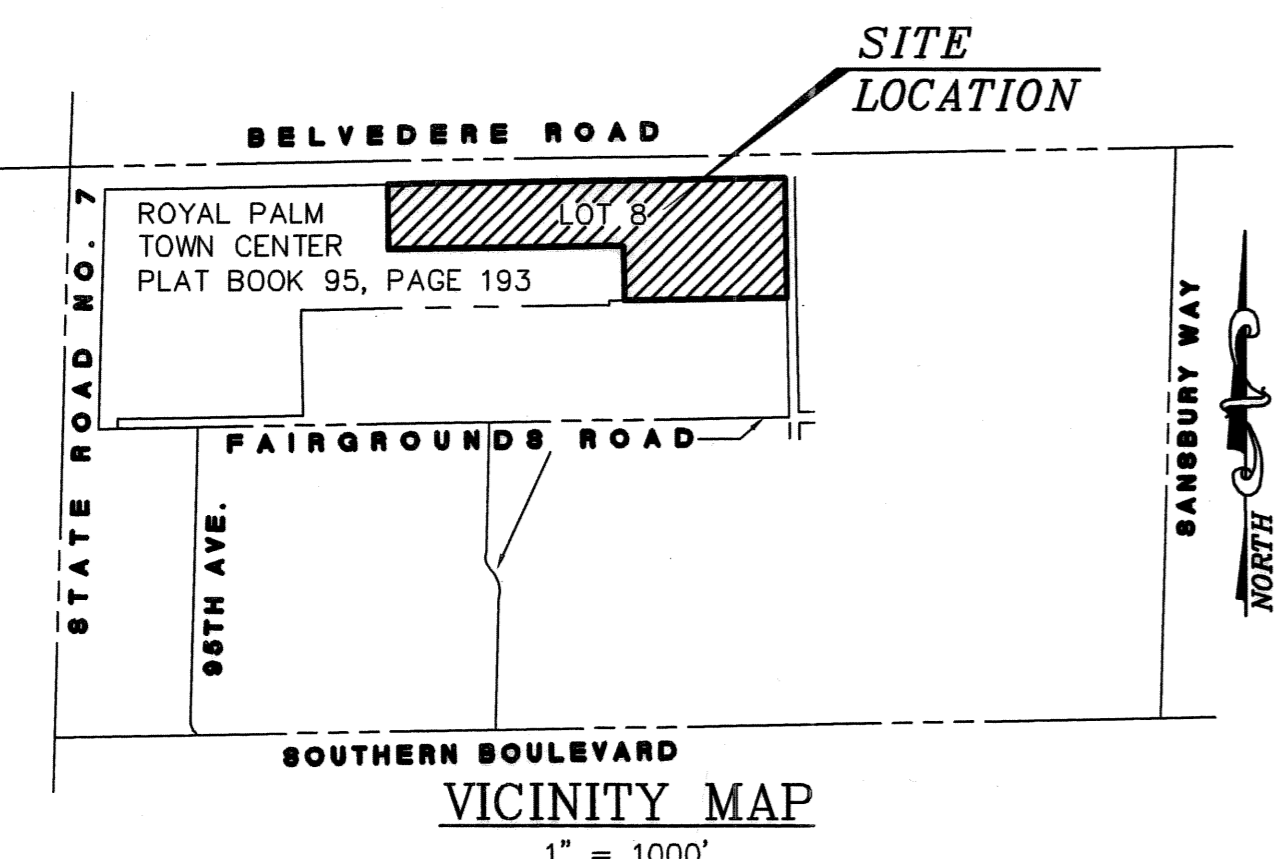 SITE
LOCATION
BELVEDERE ROAD
STATE ROAD NO. 7
ROYAL PALM
TOWN CENTER
PLAT BOOK 95, PAGE 193
LOT 8
SANSBURY WAY
NORTH
FAIRGROUNDS ROAD
95TH AVE.
SOUTHERN BOULEVARD
VICINITY MAP
1" = 1000'